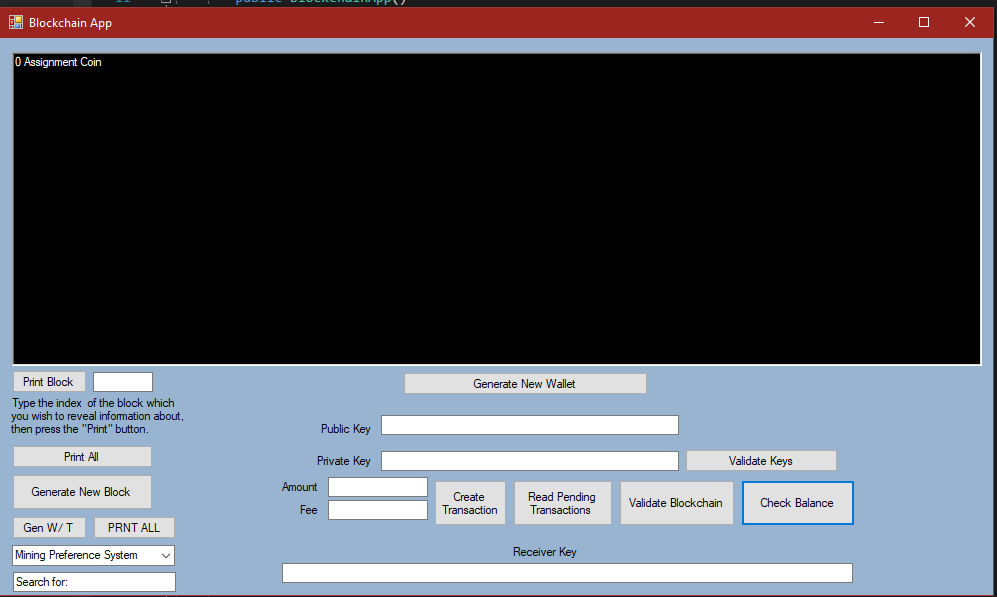 11 public BlockchainApp()
Blockchain App
0 Assignment Coin
Print Block
Generate New Wallet
Type the index of the block which
you wish to reveal information about,
then press the "Print" button.
Public Key
Print All
Private Key
Validate Keys
Generate New Block
Amount
Fee
Create
Transaction
Read Pending
Transactions
Validate Blockchain
Check Balance
Gen W/ T
PRNT ALL
Mining Preference System
Receiver Key
Search for: